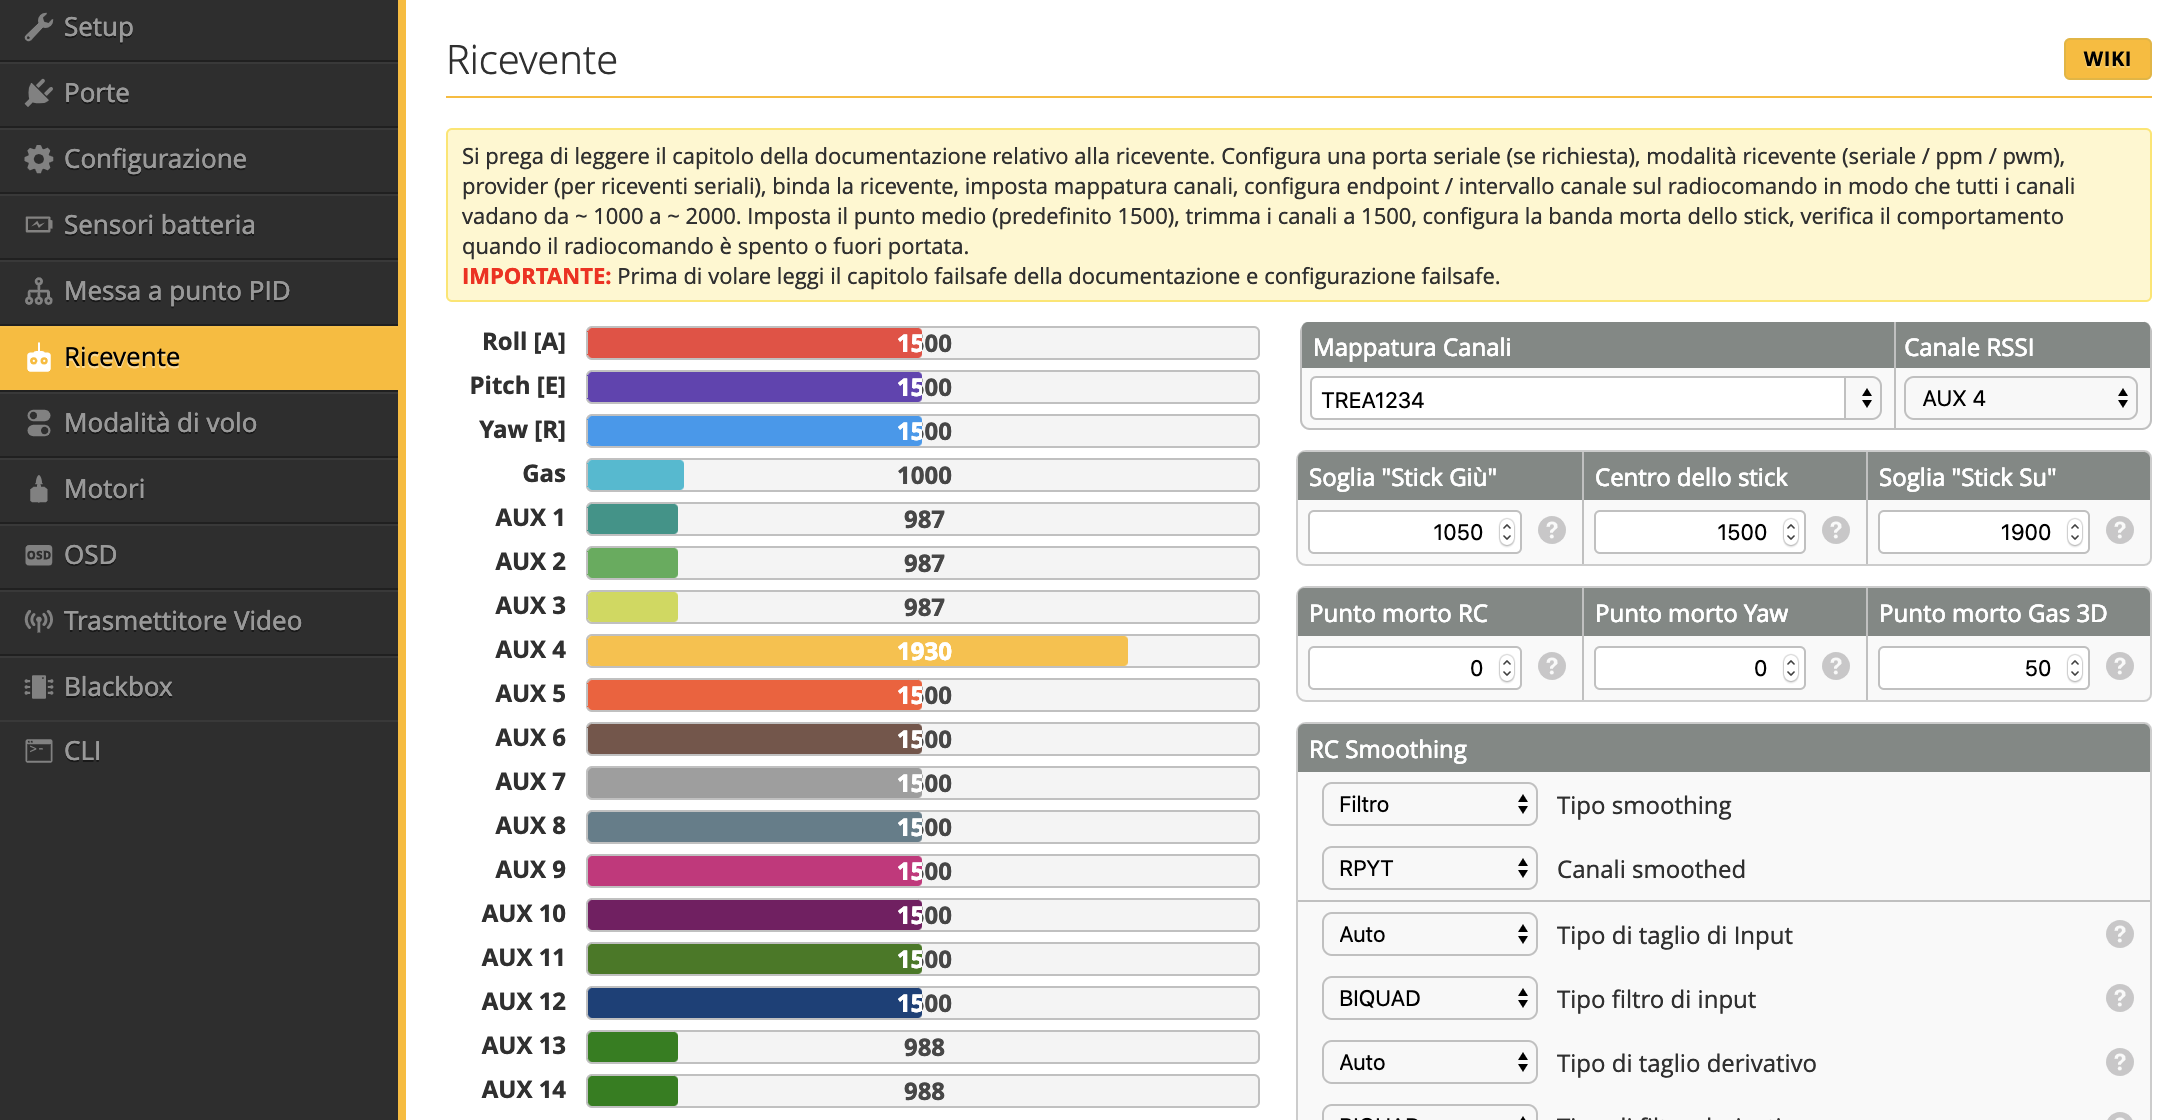 Setup
Porte
Configurazione
Sensori batteria
Messa a punto PID
Ricevente
Modalità di volo
Motori
OSD
OSD
Trasmettitore Video
Blackbox
CLI
Ricevente
WIKI
Si prega di leggere il capitolo della documentazione relativo alla ricevente. Configura una porta seriale (se richiesta), modalità ricevente (seriale / ppm / pwm),
provider (per riceventi seriali), binda la ricevente, imposta mappatura canali, configura endpoint / intervallo canale sul radiocomando in modo che tutti i canali
vadano da ~ 1000 a ~ 2000. Imposta il punto medio (predefinito 1500), trimma i canali a 1500, configura la banda morta dello stick, verifica il comportamento
quando il radiocomando è spento o fuori portata.
IMPORTANTE: Prima di volare leggi il capitolo failsafe della documentazione e configurazione failsafe.
Roll [A] 1500
Pitch [E] 1500
Yaw [R] 1500
Gas 1000
AUX 1 987
AUX 2 987
AUX 3 987
AUX 4 1930
AUX 5 1500
AUX 6 1500
AUX 7 1500
AUX 8 1500
AUX 9 1500
AUX 10 1500
AUX 11 1500
AUX 12 1500
AUX 13 988
AUX 14 988
Mappatura Canali Canale RSSI
TREA1234 AUX 4
Soglia "Stick Giù" Centro dello stick Soglia "Stick Su"
1050 ? 1500 ? 1900 ?
Punto morto RC Punto morto Yaw Punto morto Gas 3D
0 ? 0 ? 50 ?
RC Smoothing
Filtro Tipo smoothing
RPYT Canali smoothed
Auto Tipo di taglio di Input ?
BIQUAD Tipo filtro di input ?
Auto Tipo di taglio derivativo ?